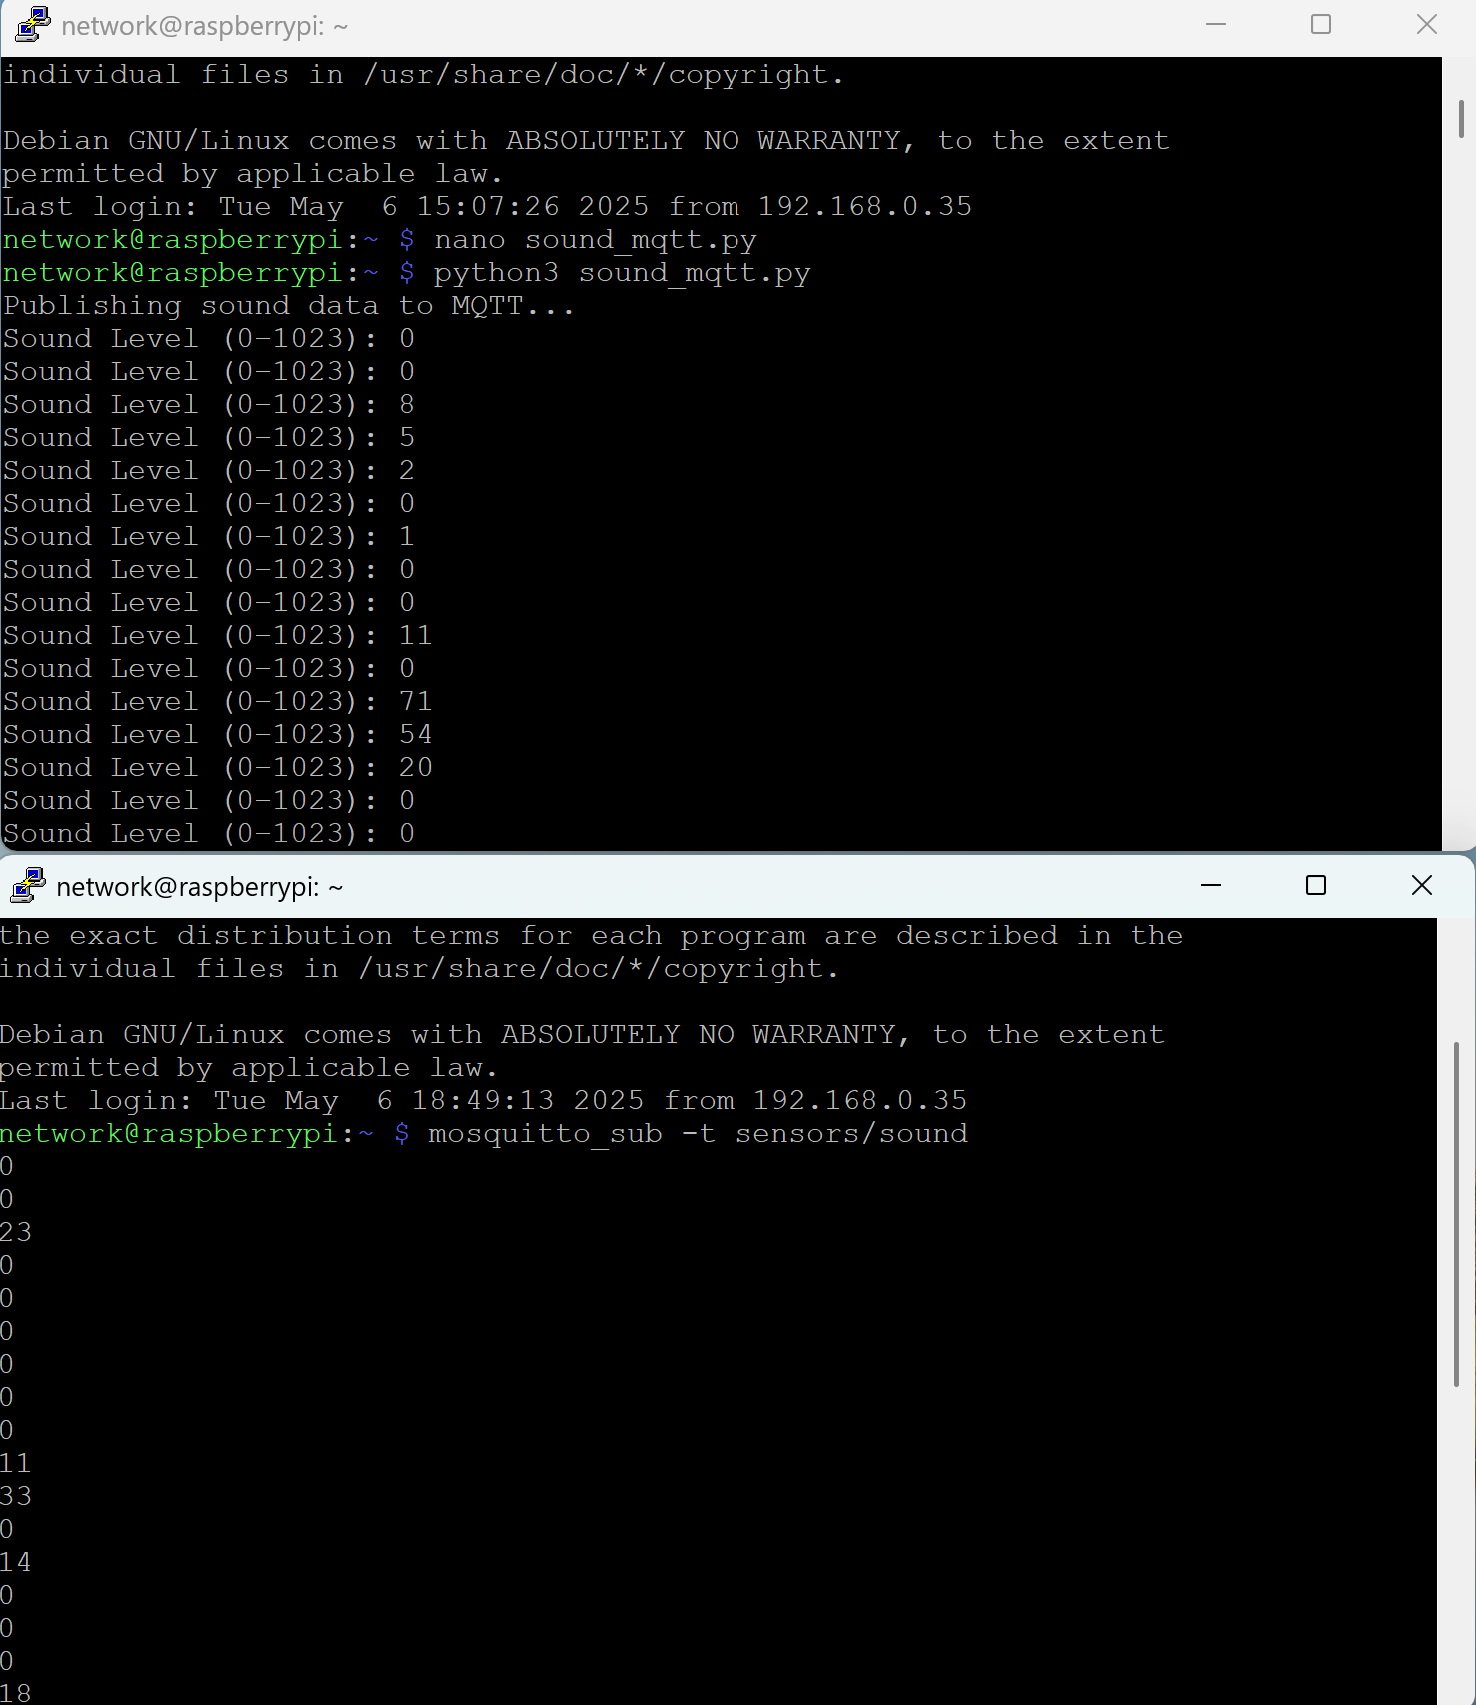 network@raspberrypi: ~
individual files in /usr/share/doc/*/copyright.
Debian GNU/Linux comes with ABSOLUTELY NO WARRANTY, to the extent
permitted by applicable law.
Last login: Tue May  6 15:07:26 2025 from 192.168.0.35
network@raspberrypi:~ $ nano sound_mqtt.py
network@raspberrypi:~ $ python3 sound_mqtt.py
Publishing sound data to MQTT...
Sound Level (0-1023): 0
Sound Level (0-1023): 0
Sound Level (0-1023): 8
Sound Level (0-1023): 5
Sound Level (0-1023): 2
Sound Level (0-1023): 0
Sound Level (0-1023): 1
Sound Level (0-1023): 0
Sound Level (0-1023): 0
Sound Level (0-1023): 11
Sound Level (0-1023): 0
Sound Level (0-1023): 71
Sound Level (0-1023): 54
Sound Level (0-1023): 20
Sound Level (0-1023): 0
Sound Level (0-1023): 0
network@raspberrypi: ~
the exact distribution terms for each program are described in the
individual files in /usr/share/doc/*/copyright.
Debian GNU/Linux comes with ABSOLUTELY NO WARRANTY, to the extent
permitted by applicable law.
Last login: Tue May  6 18:49:13 2025 from 192.168.0.35
network@raspberrypi:~ $ mosquitto_sub -t sensors/sound
0
0
23
0
0
0
0
0
0
11
33
0
14
0
0
0
18